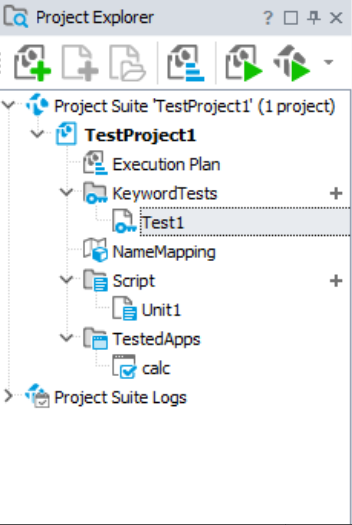 Project Explorer ?
Project Suite 'TestProject1' (1 project)
TestProject1
Execution Plan
KeywordTests +
Test1
NameMapping
Script +
Unit1
TestedApps
calc
Project Suite Logs